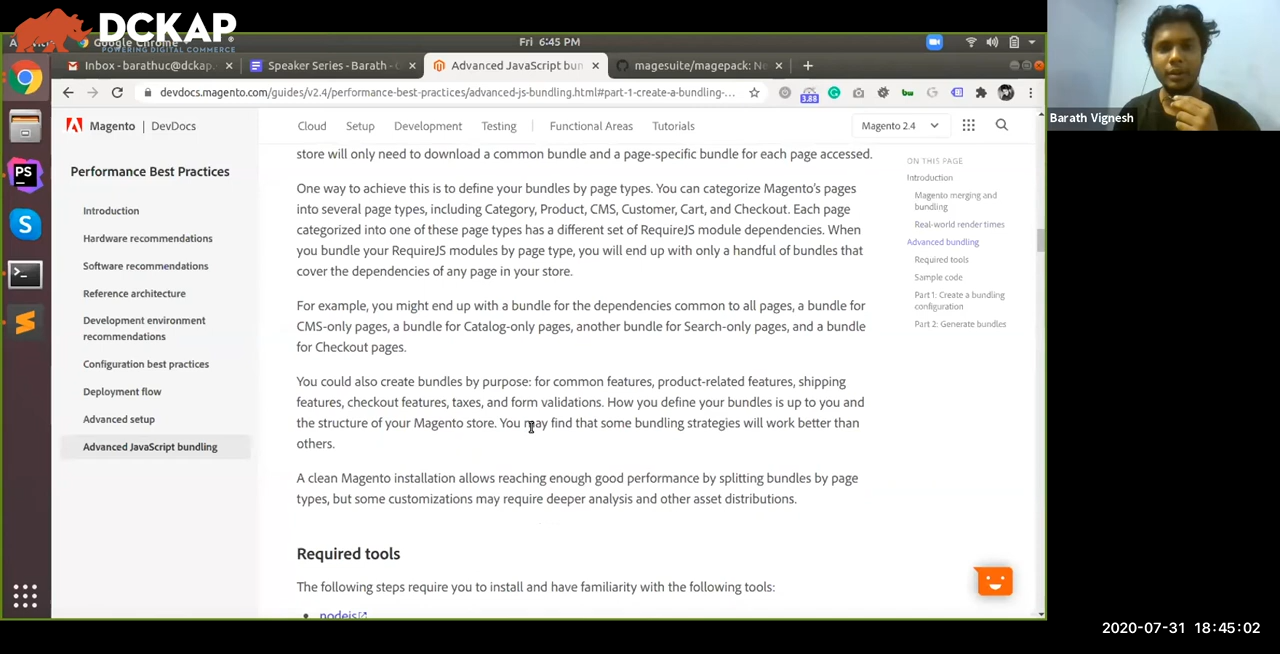 DCKAP
POWERING DIGITAL COMMERCE
Google Chrome
Fri 6:45 PM
Inbox - barathuc@dckap.
Speaker Series - Barath -
Advanced JavaScript bun
magesuite/magepack: Ne
devdocs.magento.com/guides/v2.4/performance-best-practices/advanced-js-bundling.html#part-1-create-a-bundling-...
3.88
Barath Vignesh
Magento | DevDocs
Cloud Setup Development Testing Functional Areas Tutorials
Magento 2.4
Performance Best Practices
Introduction
Hardware recommendations
Software recommendations
Reference architecture
Development environment
recommendations
Configuration best practices
Deployment flow
Advanced setup
Advanced JavaScript bundling
store will only need to download a common bundle and a page-specific bundle for each page accessed.
One way to achieve this is to define your bundles by page types. You can categorize Magento's pages
into several page types, including Category, Product, CMS, Customer, Cart, and Checkout. Each page
categorized into one of these page types has a different set of RequireJS module dependencies. When
you bundle your RequireJS modules by page type, you will end up with only a handful of bundles that
cover the dependencies of any page in your store.
For example, you might end up with a bundle for the dependencies common to all pages, a bundle for
CMS-only pages, a bundle for Catalog-only pages, another bundle for Search-only pages, and a bundle
for Checkout pages.
You could also create bundles by purpose: for common features, product-related features, shipping
features, checkout features, taxes, and form validations. How you define your bundles is up to you and
the structure of your Magento store. You may find that some bundling strategies will work better than
others.
A clean Magento installation allows reaching enough good performance by splitting bundles by page
types, but some customizations may require deeper analysis and other asset distributions.
Required tools
The following steps require you to install and have familiarity with the following tools:
nodejs
ON THIS PAGE
Introduction
Magento merging and
bundling
Real-world render times
Advanced bundling
Required tools
Sample code
Part 1: Create a bundling
configuration
Part 2: Generate bundles
PS
2020-07-31 18:45:02